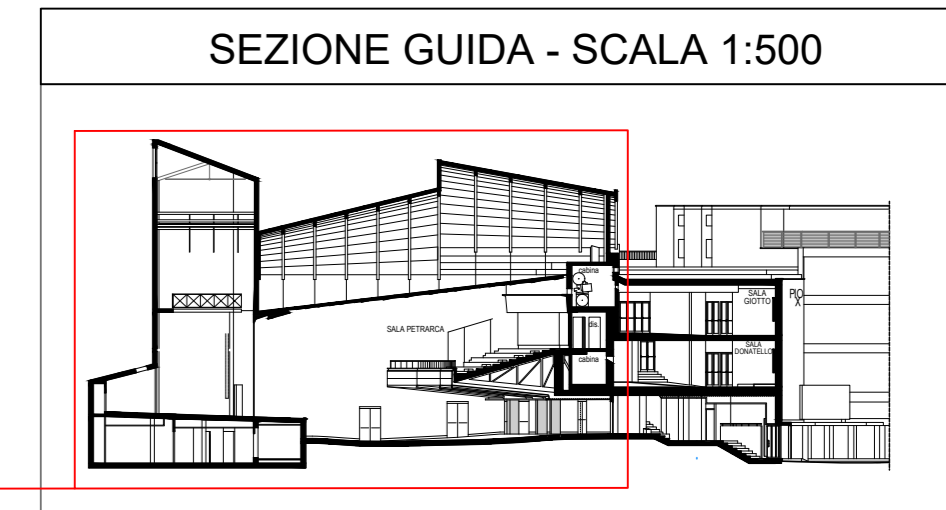 SEZIONE GUIDA - SCALA 1:500
cabina
SALA
GIOTTO
PIO
X
SALA PETRARCA
dis.
SALA
DONATELLO
cabina